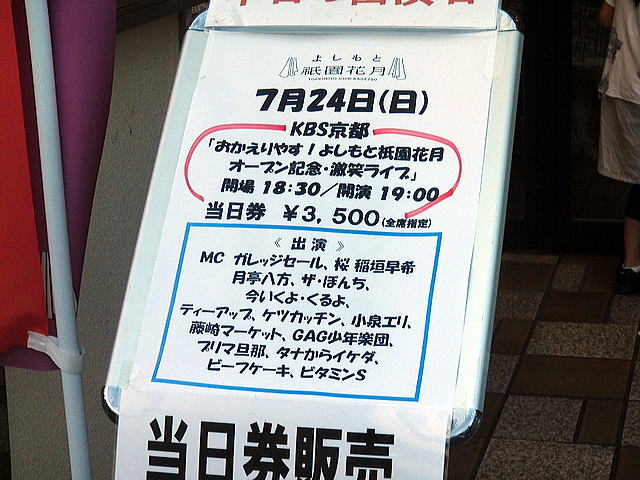 本日の出演者
よしもと
祇園花月
YOSHIMOTO GION KAGETSU
7月24日(日)
KBS京都
「おかえりやす!よしもと祇園花月
オープン記念・激笑ライブ」
開場 18:30/開演 19:00
当日券 ¥3,500(全席指定)
《 出 演 》
MC ガレッジセール、桜 稲垣早希
月亭八方、ザ・ぼんち、
今いくよ・くるよ、
ティーアップ、ケツカッチン、小泉エリ、
藤崎マーケット、GAG少年楽団、
プリマ旦那、タナからイケダ、
ビーフケーキ、ビタミンS
当日券販売